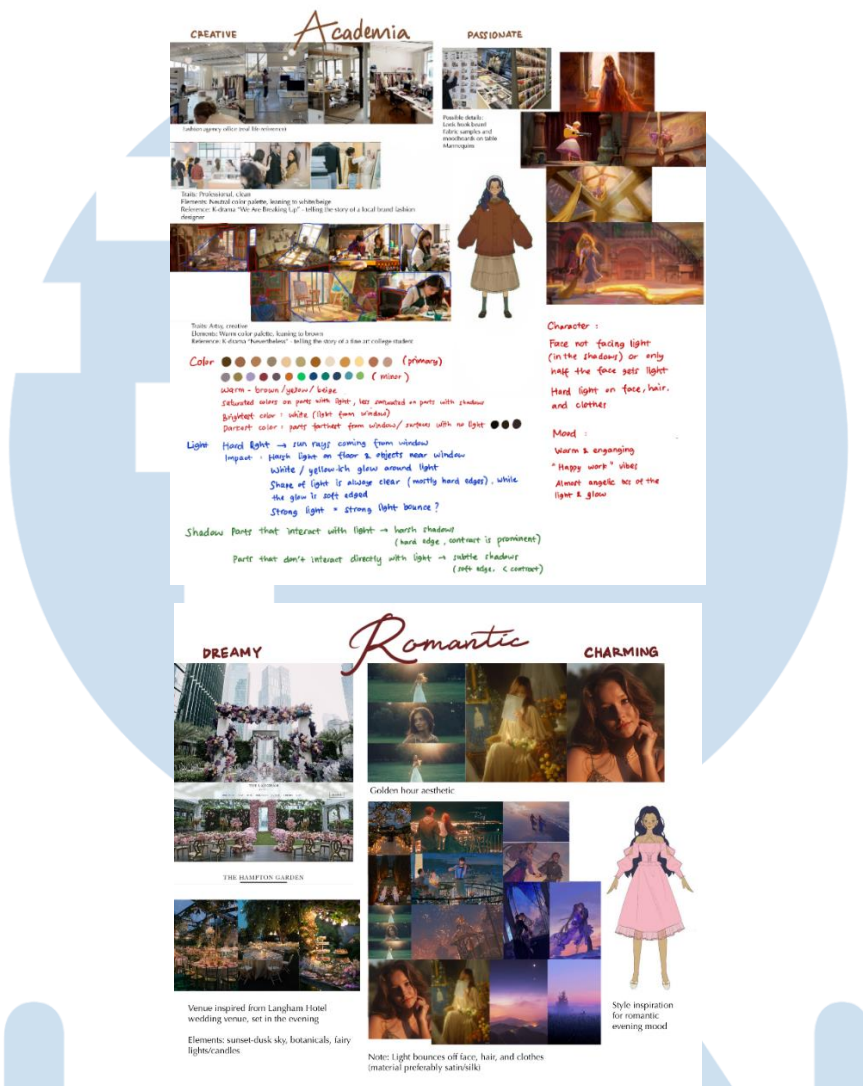 CREATIVE
Academia
PASSIONATE
Fashion agency office (real life reference)
Possible details:
Look book board
Fabric samples and
moodboards on table
Mannequins
Traits: Professional, clean
Elements: Neutral color palette, leaning to white/beige
Reference: K-drama "We Are Breaking Up" - telling the story of a local brand fashion
designer
Traits: Artsy, creative
Elements: Warm color palette, leaning to brown
Reference: K-drama "Nevertheless" - telling the story of a fine art college student
Color (primary)
(minor)
Warm - brown/yellow/beige
Saturated colors on parts with light, less saturated on parts with shadow
Brightest color : white (light from window)
Darkest color : parts farthest from window/ surfaces with no light
Light Hard light → sun rays coming from window
Impact : Harsh light on floor & objects near window
White / yellow-ish glow around light
Shape of light is always clear (mostly hard edges), while
the glow is soft edged
Strong light = strong light bounce ?
Shadow Parts that interact with light → harsh shadows
(hard edge, contract is prominent)
Parts that don't interact directly with light → subtle shadows
(soft edge, < contract)
Character :
Face not facing light
(in the shadows) or only
half the face gets light
Hard light on face, hair.
and clothes
Mood :
Warm & enganging
"Happy work" vibes
Almost angelic bcs of the
light & glow
DREAMY
Romantic
CHARMING
THE LANGHAM
Golden hour aesthetic
THE HAMPTON GARDEN
Venue inspired from Langham Hotel
wedding venue, set in the evening
Elements: sunset-dusk sky, botanicals, fairy
lights/candles
Style inspiration
for romantic
evening mood
Note: Light bounces off face, hair, and clothes
(material preferably satin/silk)